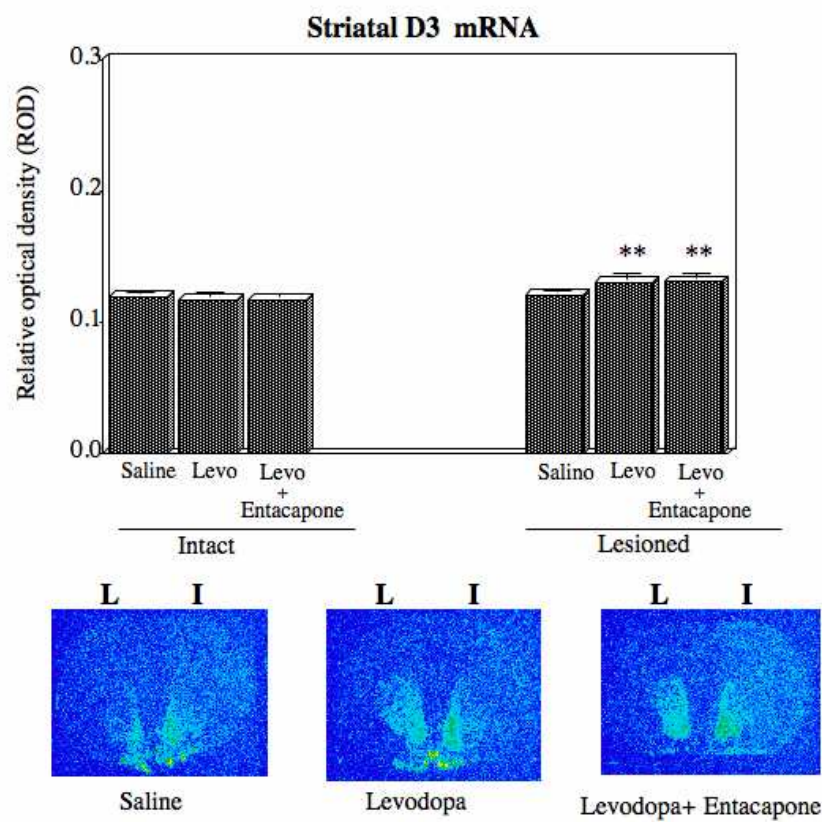 Striatal D3 mRNA
Relative optical density (ROD)
0.3
0.2
0.1
0.0
** **
Saline Levo Levo + Entacapone
Salino Levo Levo + Entacapone
Intact Lesioned
L I L I L I
Saline Levodopa Levodopa+ Entacapone